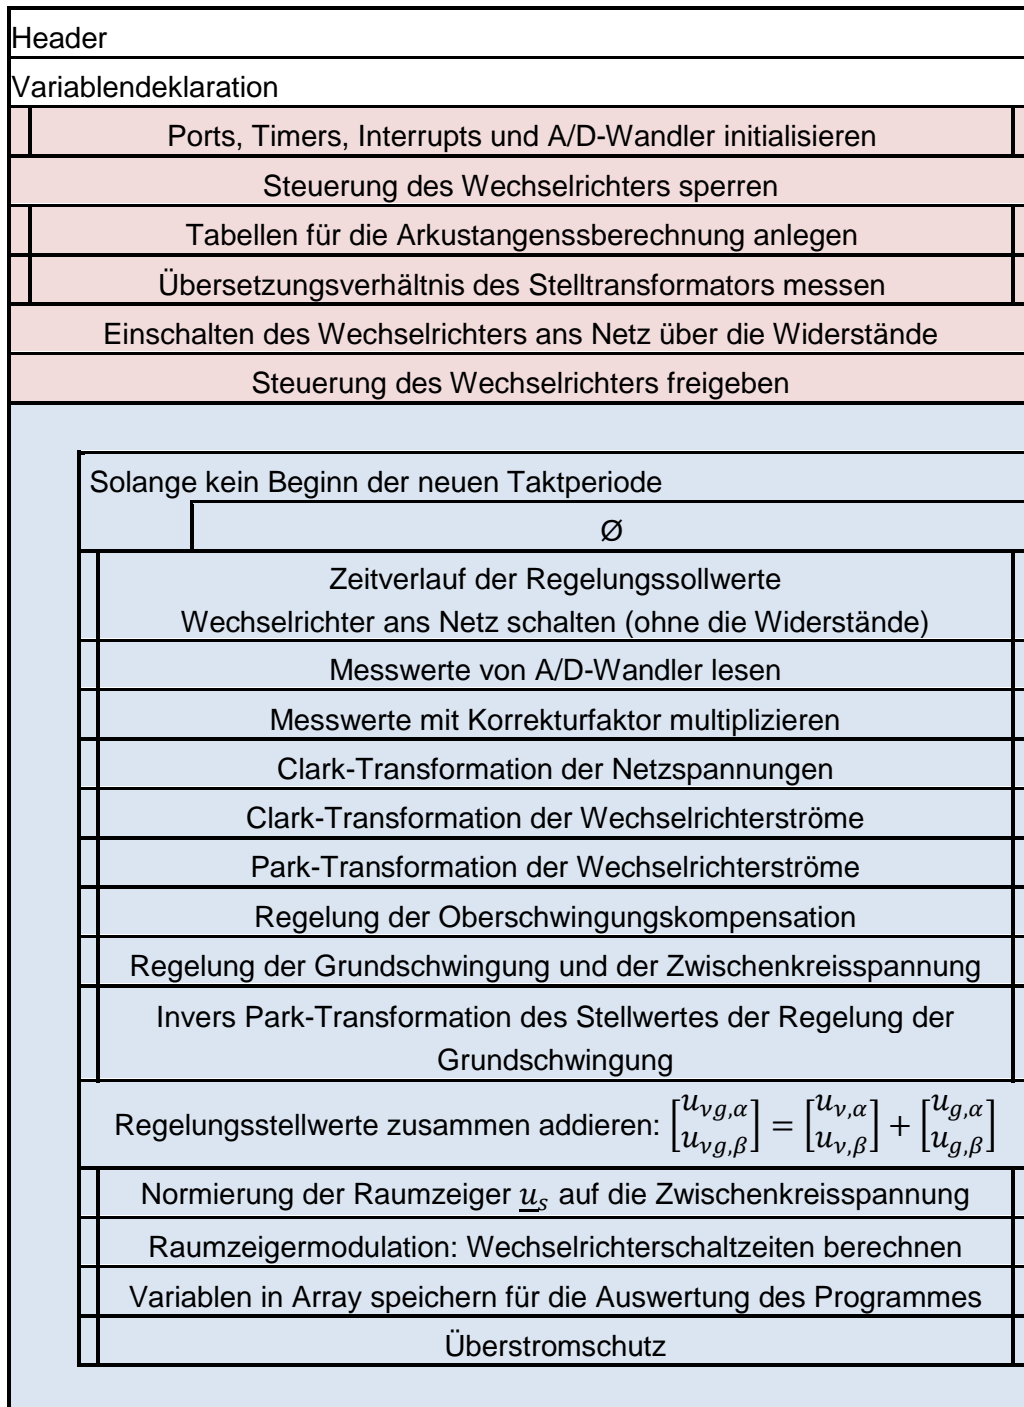 Header
Variablendeklaration
Ports, Timers, Interrupts und A/D-Wandler initialisieren
Steuerung des Wechselrichters sperren
Tabellen für die Arkustangenssberechnung anlegen
Übersetzungsverhältnis des Stelltransformators messen
Einschalten des Wechselrichters ans Netz über die Widerstände
Steuerung des Wechselrichters freigeben
Solange kein Beginn der neuen Taktperiode
Ø
Zeitverlauf der Regelungssollwerte
Wechselrichter ans Netz schalten (ohne die Widerstände)
Messwerte von A/D-Wandler lesen
Messwerte mit Korrekturfaktor multiplizieren
Clark-Transformation der Netzspannungen
Clark-Transformation der Wechselrichterströme
Park-Transformation der Wechselrichterströme
Regelung der Oberschwingungskompensation
Regelung der Grundschwingung und der Zwischenkreisspannung
Invers Park-Transformation des Stellwertes der Regelung der
Grundschwingung
Regelungsstellwerte zusammen addieren: [u_{νg,α} u_{νg,β}] = [u_{ν,α} u_{ν,β}] + [u_{g,α} u_{g,β}]
Normierung der Raumzeiger u_s auf die Zwischenkreisspannung
Raumzeigermodulation: Wechselrichterschaltzeiten berechnen
Variablen in Array speichern für die Auswertung des Programmes
Überstromschutz